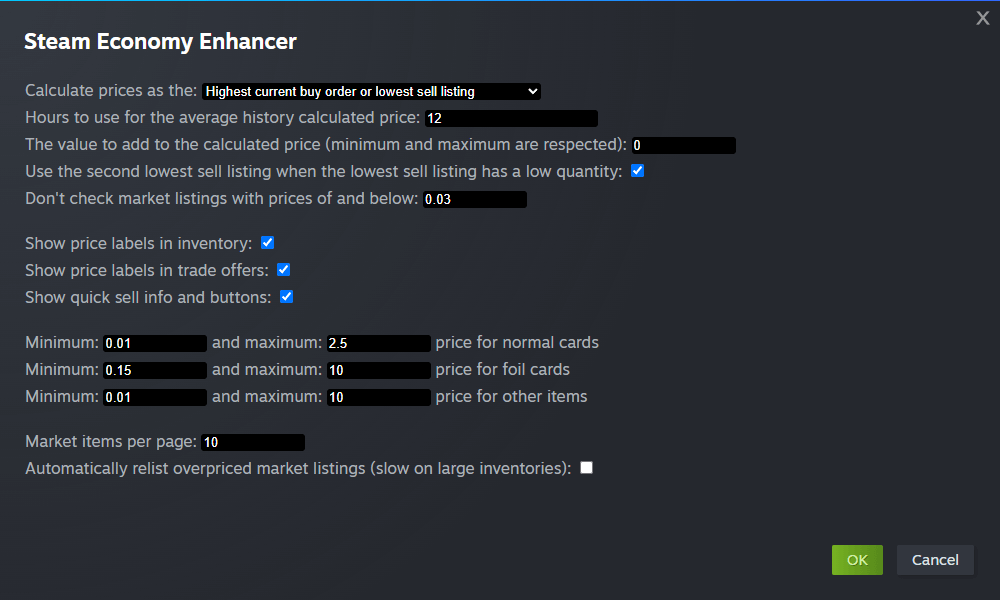 X
Steam Economy Enhancer
Calculate prices as the: Highest current buy order or lowest sell listing
Hours to use for the average history calculated price: 12
The value to add to the calculated price (minimum and maximum are respected): 0
Use the second lowest sell listing when the lowest sell listing has a low quantity:
Don't check market listings with prices of and below: 0.03
Show price labels in inventory:
Show price labels in trade offers:
Show quick sell info and buttons:
Minimum: 0.01 and maximum: 2.5 price for normal cards
Minimum: 0.15 and maximum: 10 price for foil cards
Minimum: 0.01 and maximum: 10 price for other items
Market items per page: 10
Automatically relist overpriced market listings (slow on large inventories):
OK Cancel